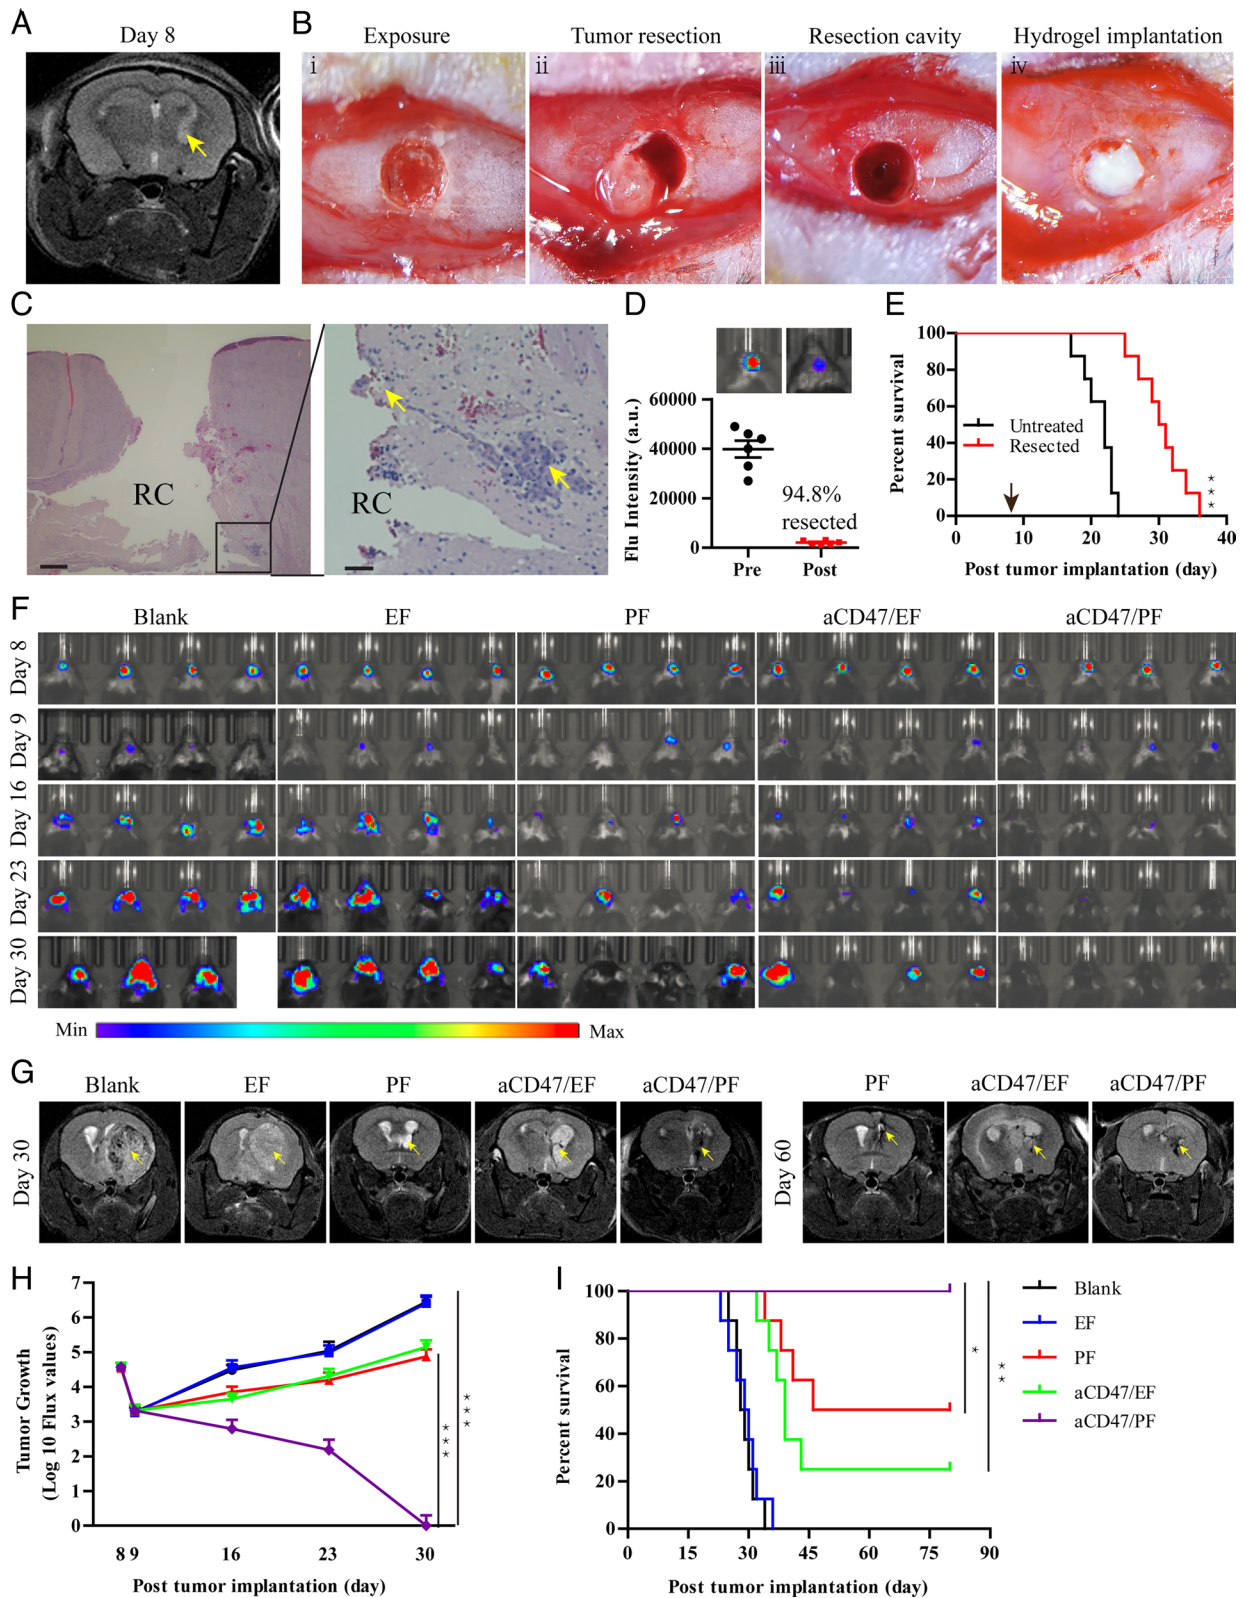 A
Day 8
B
Exposure
Tumor resection
Resection cavity
Hydrogel implantation
i
ii
iii
iv
C
RC
RC
D
Flu Intensity (a.u.)
60000
40000
20000
0
94.8%
resected
Pre
Post
E
Percent survival
100
80
60
40
20
0
Untreated
Resected
***
0
10
20
30
40
Post tumor implantation (day)
F
Blank
EF
PF
aCD47/EF
aCD47/PF
Day 8
Day 9
Day 16
Day 23
Day 30
Min
Max
G
Blank
EF
PF
aCD47/EF
aCD47/PF
PF
aCD47/EF
aCD47/PF
Day 30
Day 60
H
Tumor Growth
(Log 10 Flux values)
7
6
5
4
3
2
1
0
***
***
8 9
16
23
30
Post tumor implantation (day)
I
Percent survival
100
80
60
40
20
0
*
**
0
15
30
45
60
75
90
Post tumor implantation (day)
Blank
EF
PF
aCD47/EF
aCD47/PF